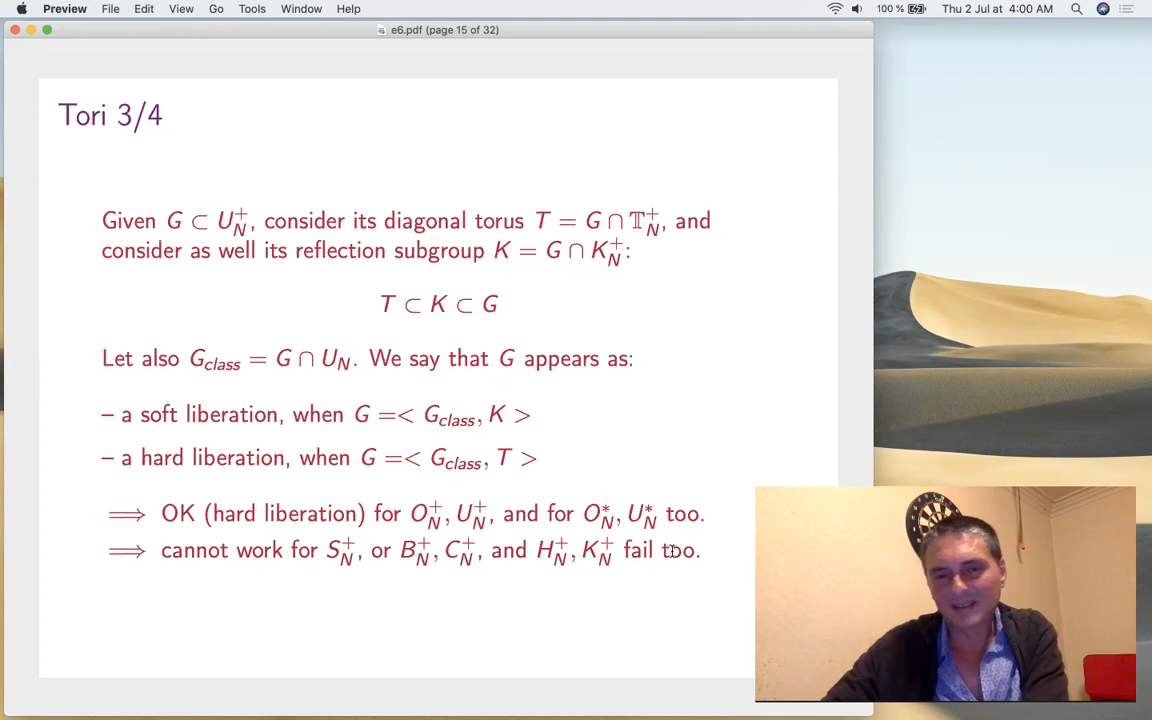 Preview File Edit View Go Tools Window Help 100 % Thu 2 Jul at 4:00 AM
e6.pdf (page 15 of 32)
Tori 3/4
Given G ⊂ U_N^+, consider its diagonal torus T = G ∩ 𝕋_N^+, and
consider as well its reflection subgroup K = G ∩ K_N^+:
T ⊂ K ⊂ G
Let also G_class = G ∩ U_N. We say that G appears as:
– a soft liberation, when G =< G_class, K >
– a hard liberation, when G =< G_class, T >
⟹ OK (hard liberation) for O_N^+, U_N^+, and for O_N^*, U_N^* too.
⟹ cannot work for S_N^+, or B_N^+, C_N^+, and H_N^+, K_N^+ fail too.